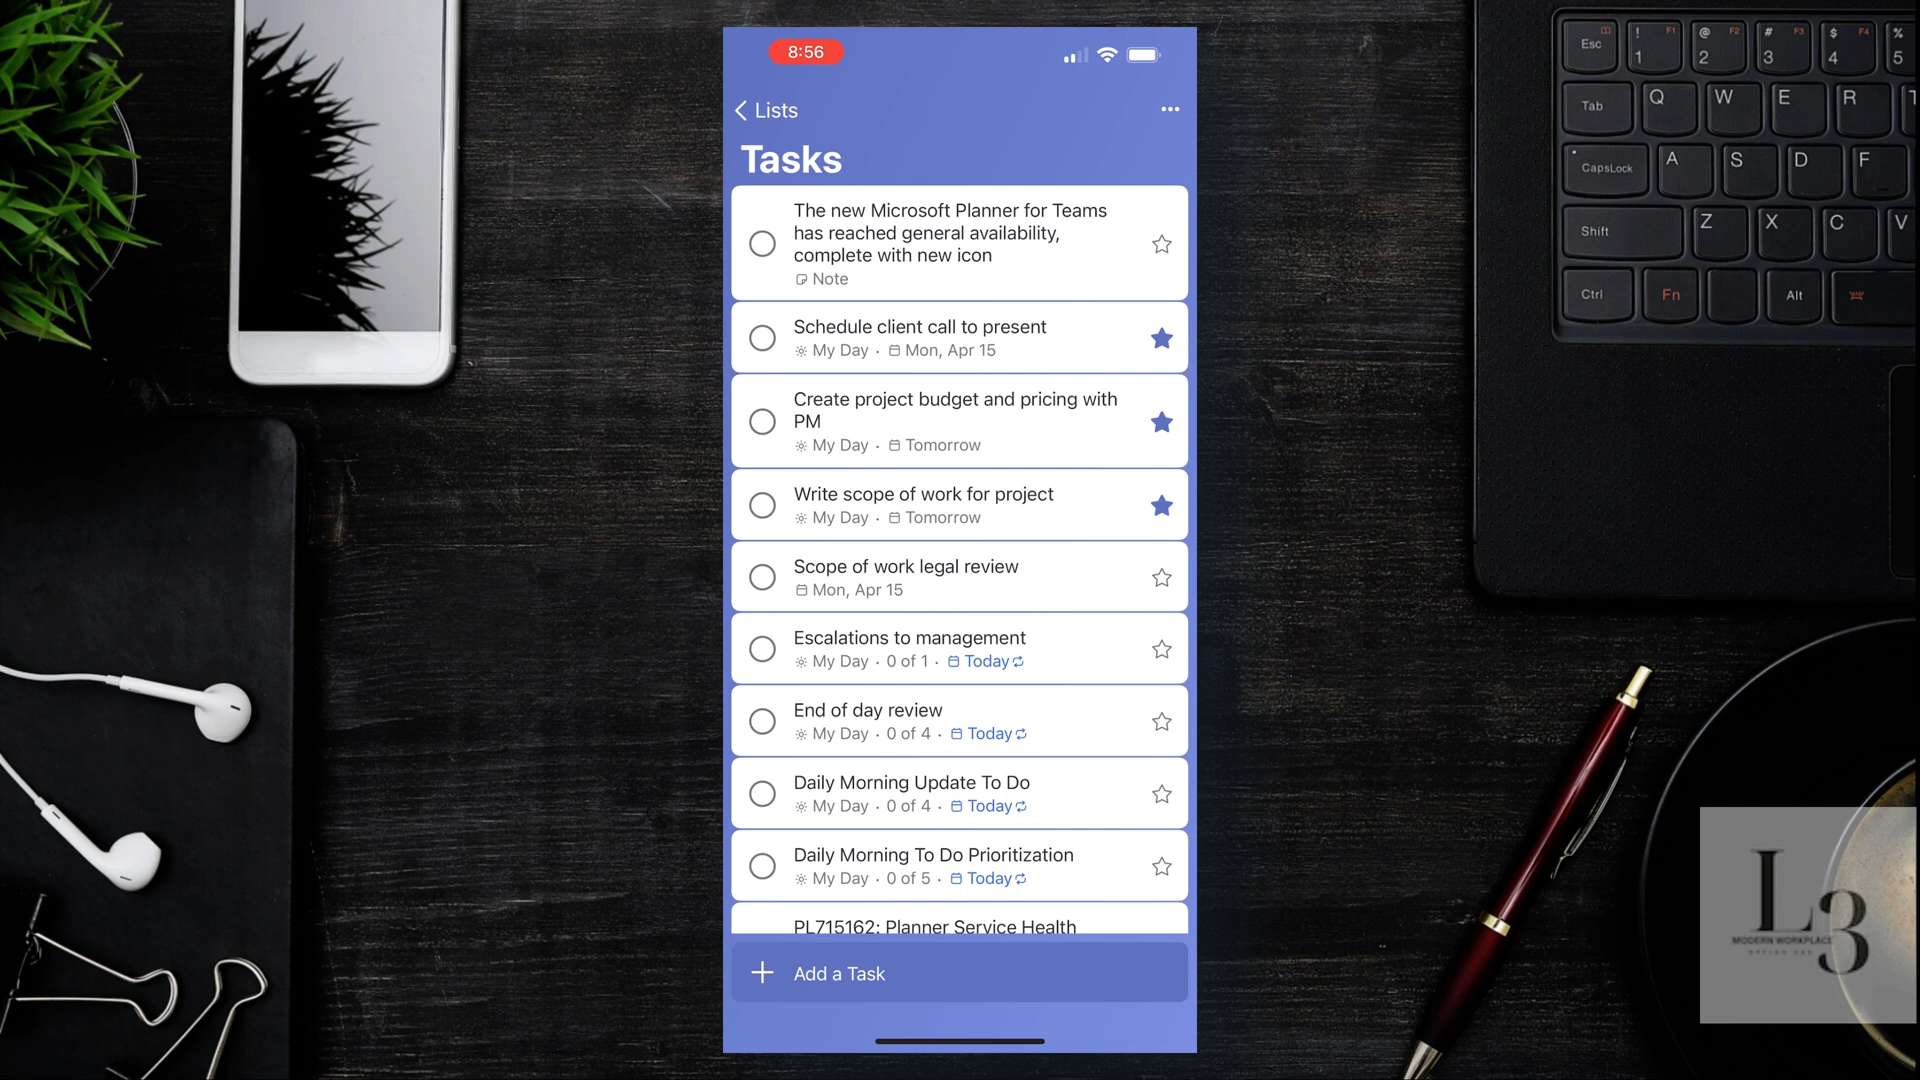 8:56
Lists
Tasks
The new Microsoft Planner for Teams
has reached general availability,
complete with new icon
Note
Schedule client call to present
My Day · Mon, Apr 15
Create project budget and pricing with
PM
My Day · Tomorrow
Write scope of work for project
My Day · Tomorrow
Scope of work legal review
Mon, Apr 15
Escalations to management
My Day · 0 of 1 · Today
End of day review
My Day · 0 of 4 · Today
Daily Morning Update To Do
My Day · 0 of 4 · Today
Daily Morning To Do Prioritization
My Day · 0 of 5 · Today
PL715162: Planner Service Health
+ Add a Task
Esc ! 1 F1 @ 2 F2 # 3 F3 $ 4 F4 % 5
Tab Q W E R
CapsLock A S D F
Shift Z X C V
Ctrl Fn Alt
L3
MODERN WORKPLACE